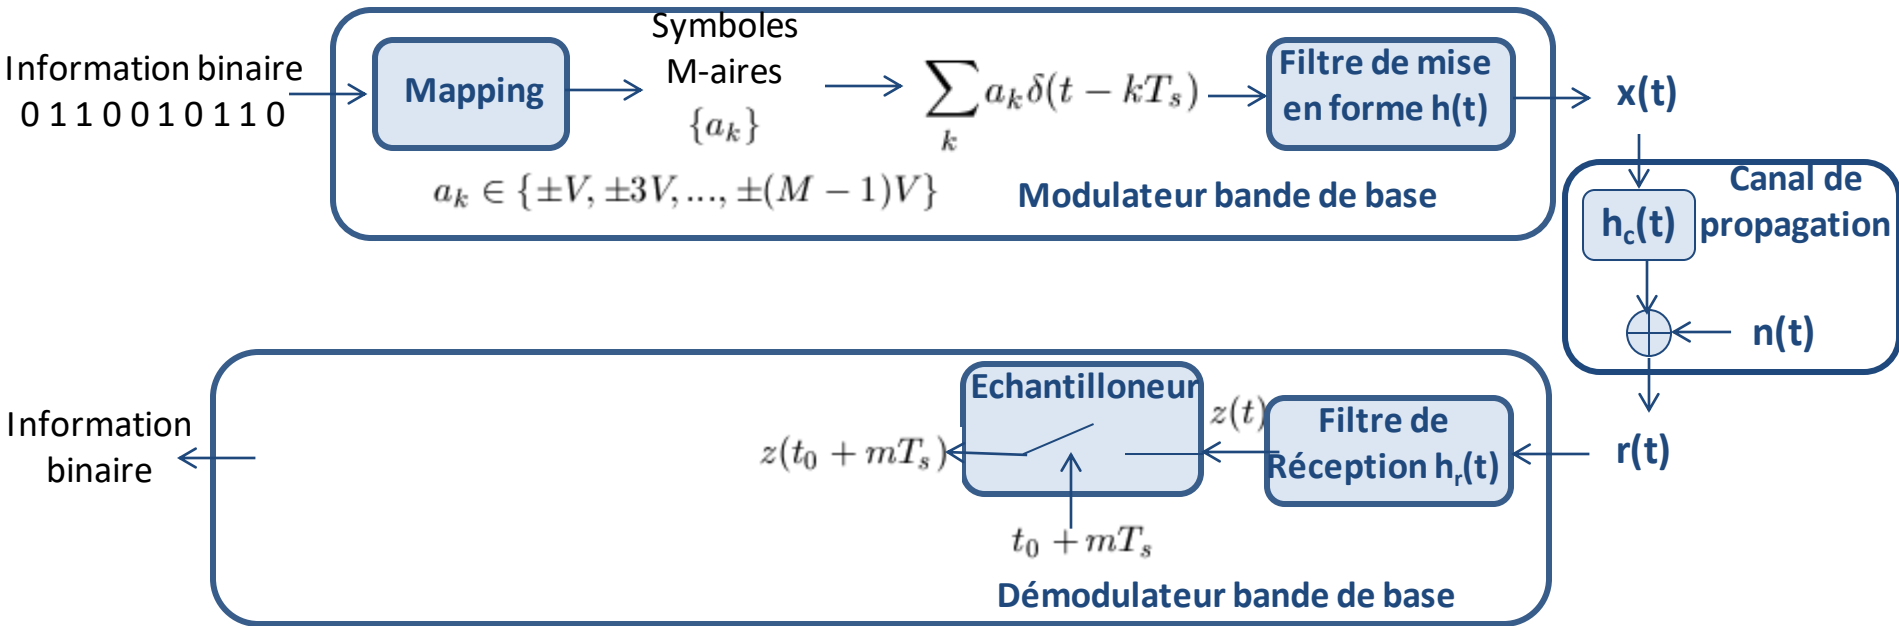 Information binaire
0 1 1 0 0 1 0 1 1 0
Mapping
Symboles
M-aires
{a_k}
∑_k a_k δ(t − kT_s)
Filtre de mise
en forme h(t)
x(t)
a_k ∈ {±V, ±3V, ..., ±(M − 1)V}
Modulateur bande de base
Canal de
propagation
h_c(t)
n(t)
r(t)
Filtre de
Réception h_r(t)
z(t)
Echantilloneur
z(t_0 + mT_s)
t_0 + mT_s
Information
binaire
Démodulateur bande de base